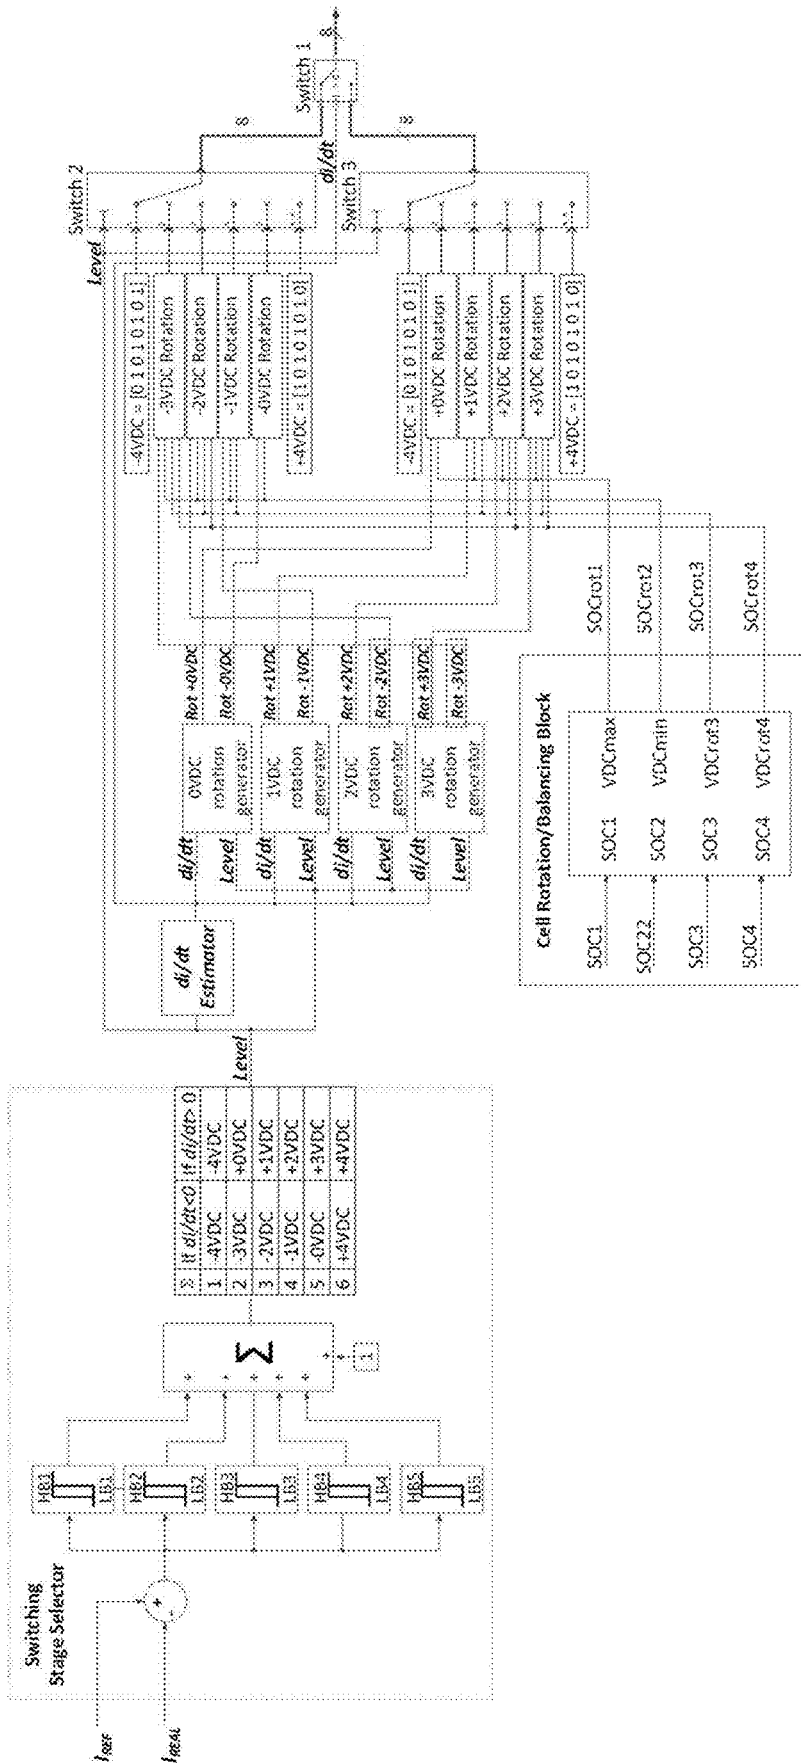 Switching
Stage Selector
IREF
IREAL
+
-
HB1
LB1
HB2
LB2
HB3
LB3
HB4
LB4
HB5
LB5
+
+
+
+
+
+
Σ
1
Σ If di/dt<0 If di/dt>0
1 -4VDC -4VDC
2 -3VDC +0VDC
3 -2VDC +1VDC
4 -1VDC +2VDC
5 -0VDC +3VDC
6 +4VDC +4VDC
Level
di/dt
Estimator
di/dt
Level
di/dt
Level
di/dt
Level
di/dt
Level
0VDC
rotation
generator
1VDC
rotation
generator
2VDC
rotation
generator
3VDC
rotation
generator
Rot +0VDC
Rot -0VDC
Rot +1VDC
Rot -1VDC
Rot +2VDC
Rot -2VDC
Rot +3VDC
Rot -3VDC
Level
Switch 2
-4VDC = [0 1 0 1 0 1 0 1]
-3VDC Rotation
-2VDC Rotation
-1VDC Rotation
-0VDC Rotation
+4VDC = [1 0 1 0 1 0 1 0]
8
di/dt
Switch 1
8
Switch 3
-4VDC = [0 1 0 1 0 1 0 1]
+0VDC Rotation
+1VDC Rotation
+2VDC Rotation
+3VDC Rotation
+4VDC = [1 0 1 0 1 0 1 0]
8
Cell Rotation/Balancing Block
SOC1
SOC22
SOC3
SOC4
SOC1 VDCmax
SOC2 VDCmin
SOC3 VDCrot3
SOC4 VDCrot4
SOCrot1
SOCrot2
SOCrot3
SOCrot4